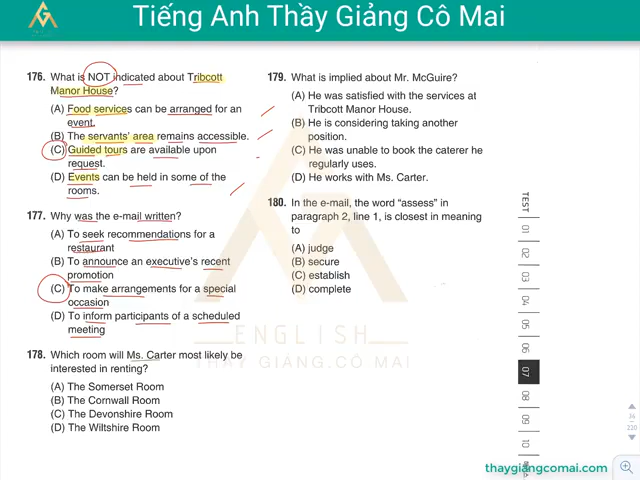 Tiếng Anh Thầy Giảng Cô Mai
176. What is NOT indicated about Tribcott
Manor House?
(A) Food services can be arranged for an
event.
(B) The servants' area remains accessible.
(C) Guided tours are available upon
request.
(D) Events can be held in some of the
rooms.
177. Why was the e-mail written?
(A) To seek recommendations for a
restaurant
(B) To announce an executive's recent
promotion
(C) To make arrangements for a special
occasion
(D) To inform participants of a scheduled
meeting
178. Which room will Ms. Carter most likely be
interested in renting?
(A) The Somerset Room
(B) The Cornwall Room
(C) The Devonshire Room
(D) The Wiltshire Room
179. What is implied about Mr. McGuire?
(A) He was satisfied with the services at
Tribcott Manor House.
(B) He is considering taking another
position.
(C) He was unable to book the caterer he
regularly uses.
(D) He works with Ms. Carter.
180. In the e-mail, the word "assess" in
paragraph 2, line 1, is closest in meaning
to
(A) judge
(B) secure
(C) establish
(D) complete
ENGLISH
THẦY GIẢNG.CÔ MAI
TEST
01
02
03
04
05
06
07
08
09
10
220
thaygiangcomai.com